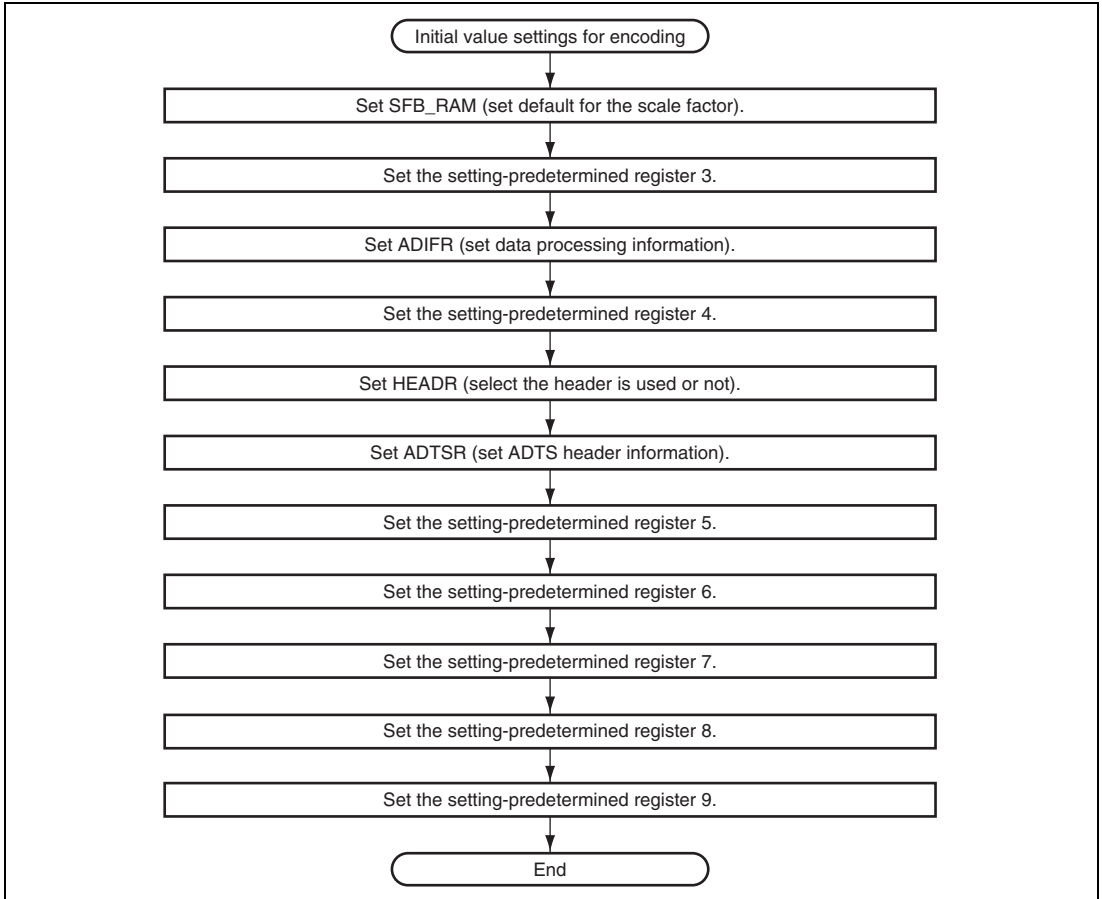 Initial value settings for encoding
Set SFB_RAM (set default for the scale factor).
Set the setting-predetermined register 3.
Set ADIFR (set data processing information).
Set the setting-predetermined register 4.
Set HEADR (select the header is used or not).
Set ADTSR (set ADTS header information).
Set the setting-predetermined register 5.
Set the setting-predetermined register 6.
Set the setting-predetermined register 7.
Set the setting-predetermined register 8.
Set the setting-predetermined register 9.
End